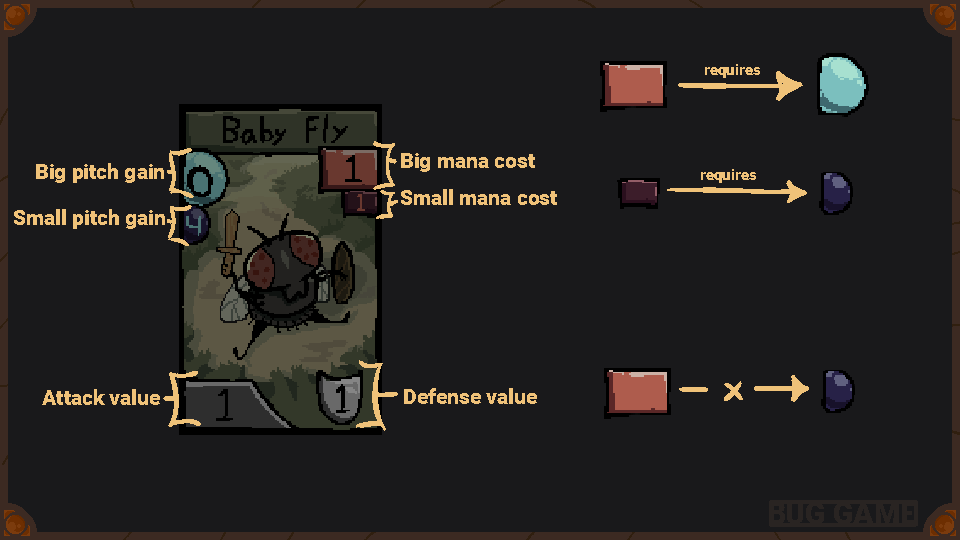 requires
Baby Fly
Big pitch gain
0
1
Big mana cost
requires
Small pitch gain
4
1
Small mana cost
Attack value
1
1
Defense value
x
BUG GAME